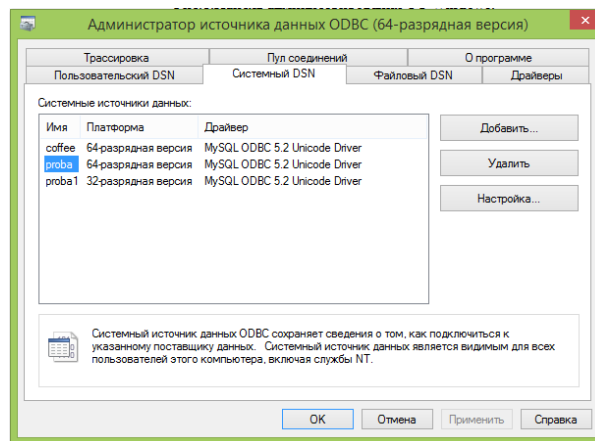 Администратор источника данных ODBC (64-разрядная версия)
Трассировка Пул соединений О программе
Пользовательский DSN Системный DSN Файловый DSN Драйверы
Системные источники данных:
Имя Платформа Драйвер
coffee 64-разрядная версия MySQL ODBC 5.2 Unicode Driver
proba 64-разрядная версия MySQL ODBC 5.2 Unicode Driver
proba1 32-разрядная версия MySQL ODBC 5.2 Unicode Driver
Добавить...
Удалить
Настройка...
Системный источник данных ODBC сохраняет сведения о том, как подключиться к
указанному поставщику данных. Системный источник данных является видимым для всех
пользователей этого компьютера, включая службы NT.
OK Отмена Применить Справка